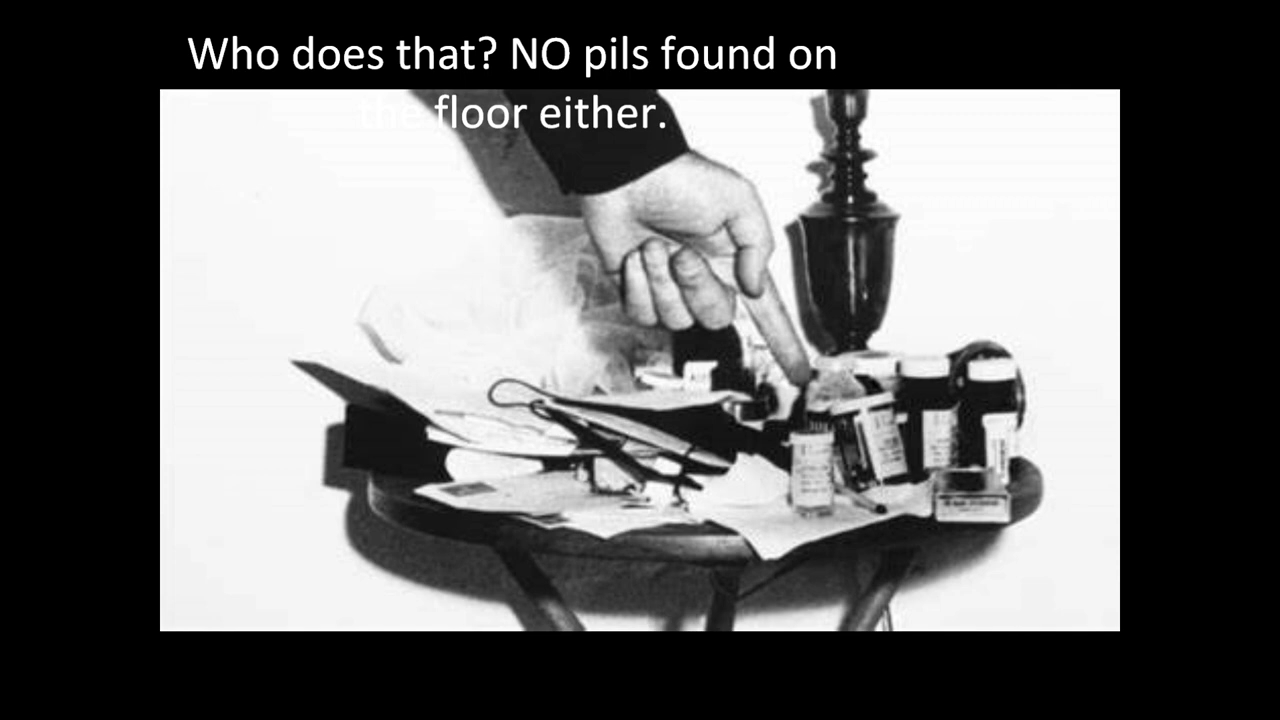 Who does that? NO pils found on
the floor either.